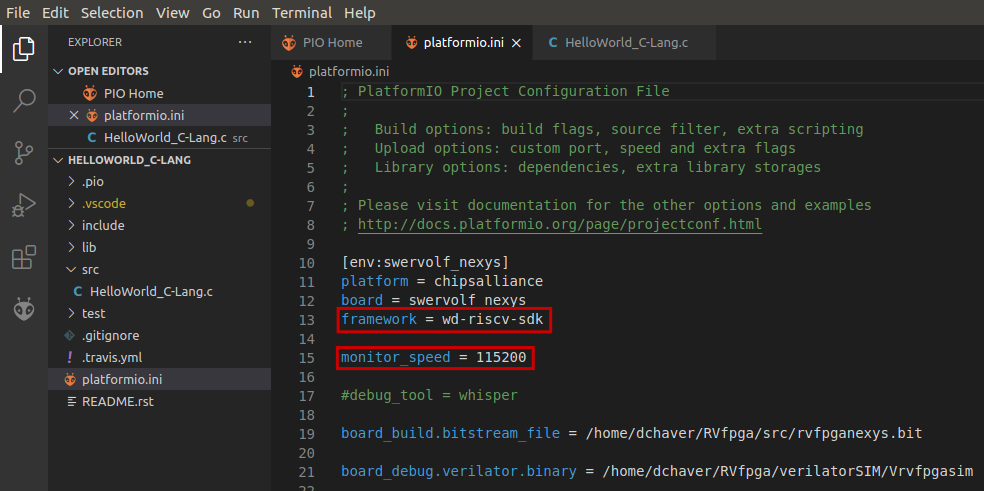 File Edit Selection View Go Run Terminal Help
EXPLORER ···
OPEN EDITORS
PIO Home
platformio.ini
C HelloWorld_C-Lang.c src
HELLOWORLD_C-LANG
.pio
.vscode
include
lib
src
C HelloWorld_C-Lang.c
test
.gitignore
! .travis.yml
platformio.ini
README.rst
PIO Home platformio.ini × C HelloWorld_C-Lang.c
platformio.ini
1 ; PlatformIO Project Configuration File
2 ;
3 ;   Build options: build flags, source filter, extra scripting
4 ;   Upload options: custom port, speed and extra flags
5 ;   Library options: dependencies, extra library storages
6 ;
7 ; Please visit documentation for the other options and examples
8 ; http://docs.platformio.org/page/projectconf.html
9
10 [env:swervolf_nexys]
11 platform = chipsalliance
12 board = swervolf_nexys
13 framework = wd-riscv-sdk
14
15 monitor_speed = 115200
16
17 #debug_tool = whisper
18
19 board_build.bitstream_file = /home/dchaver/RVfpga/src/rvfpganexys.bit
20
21 board_debug.verilator.binary = /home/dchaver/RVfpga/verilatorSIM/Vrvfpgasim
22